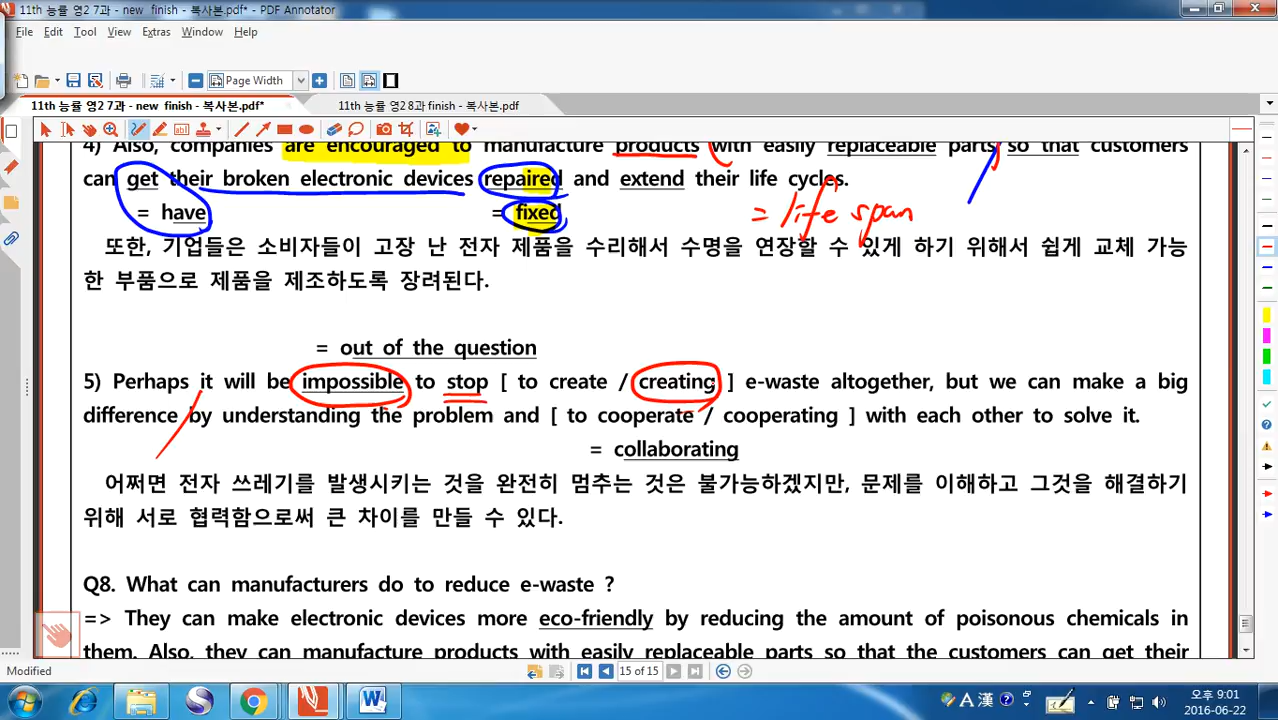 11th 능률 영2 7과 - new finish - 복사본.pdf* - PDF Annotator
File Edit Tool View Extras Window Help
Page Width
11th 능률 영2 7과 - new finish - 복사본.pdf* 11th 능률 영2 8과 finish - 복사본.pdf
4) Also, companies are encouraged to manufacture products with easily replaceable parts so that customers
can get their broken electronic devices repaired and extend their life cycles.
= have = fixed = life span
또한, 기업들은 소비자들이 고장 난 전자 제품을 수리해서 수명을 연장할 수 있게 하기 위해서 쉽게 교체 가능
한 부품으로 제품을 제조하도록 장려된다.
= out of the question
5) Perhaps it will be impossible to stop [ to create / creating ] e-waste altogether, but we can make a big
difference by understanding the problem and [ to cooperate / cooperating ] with each other to solve it.
= collaborating
어쩌면 전자 쓰레기를 발생시키는 것을 완전히 멈추는 것은 불가능하겠지만, 문제를 이해하고 그것을 해결하기
위해 서로 협력함으로써 큰 차이를 만들 수 있다.
Q8. What can manufacturers do to reduce e-waste ?
=> They can make electronic devices more eco-friendly by reducing the amount of poisonous chemicals in
them. Also, they can manufacture products with easily replaceable parts so that the customers can get their
Modified 15 of 15
A 漢 오후 9:01
2016-06-22